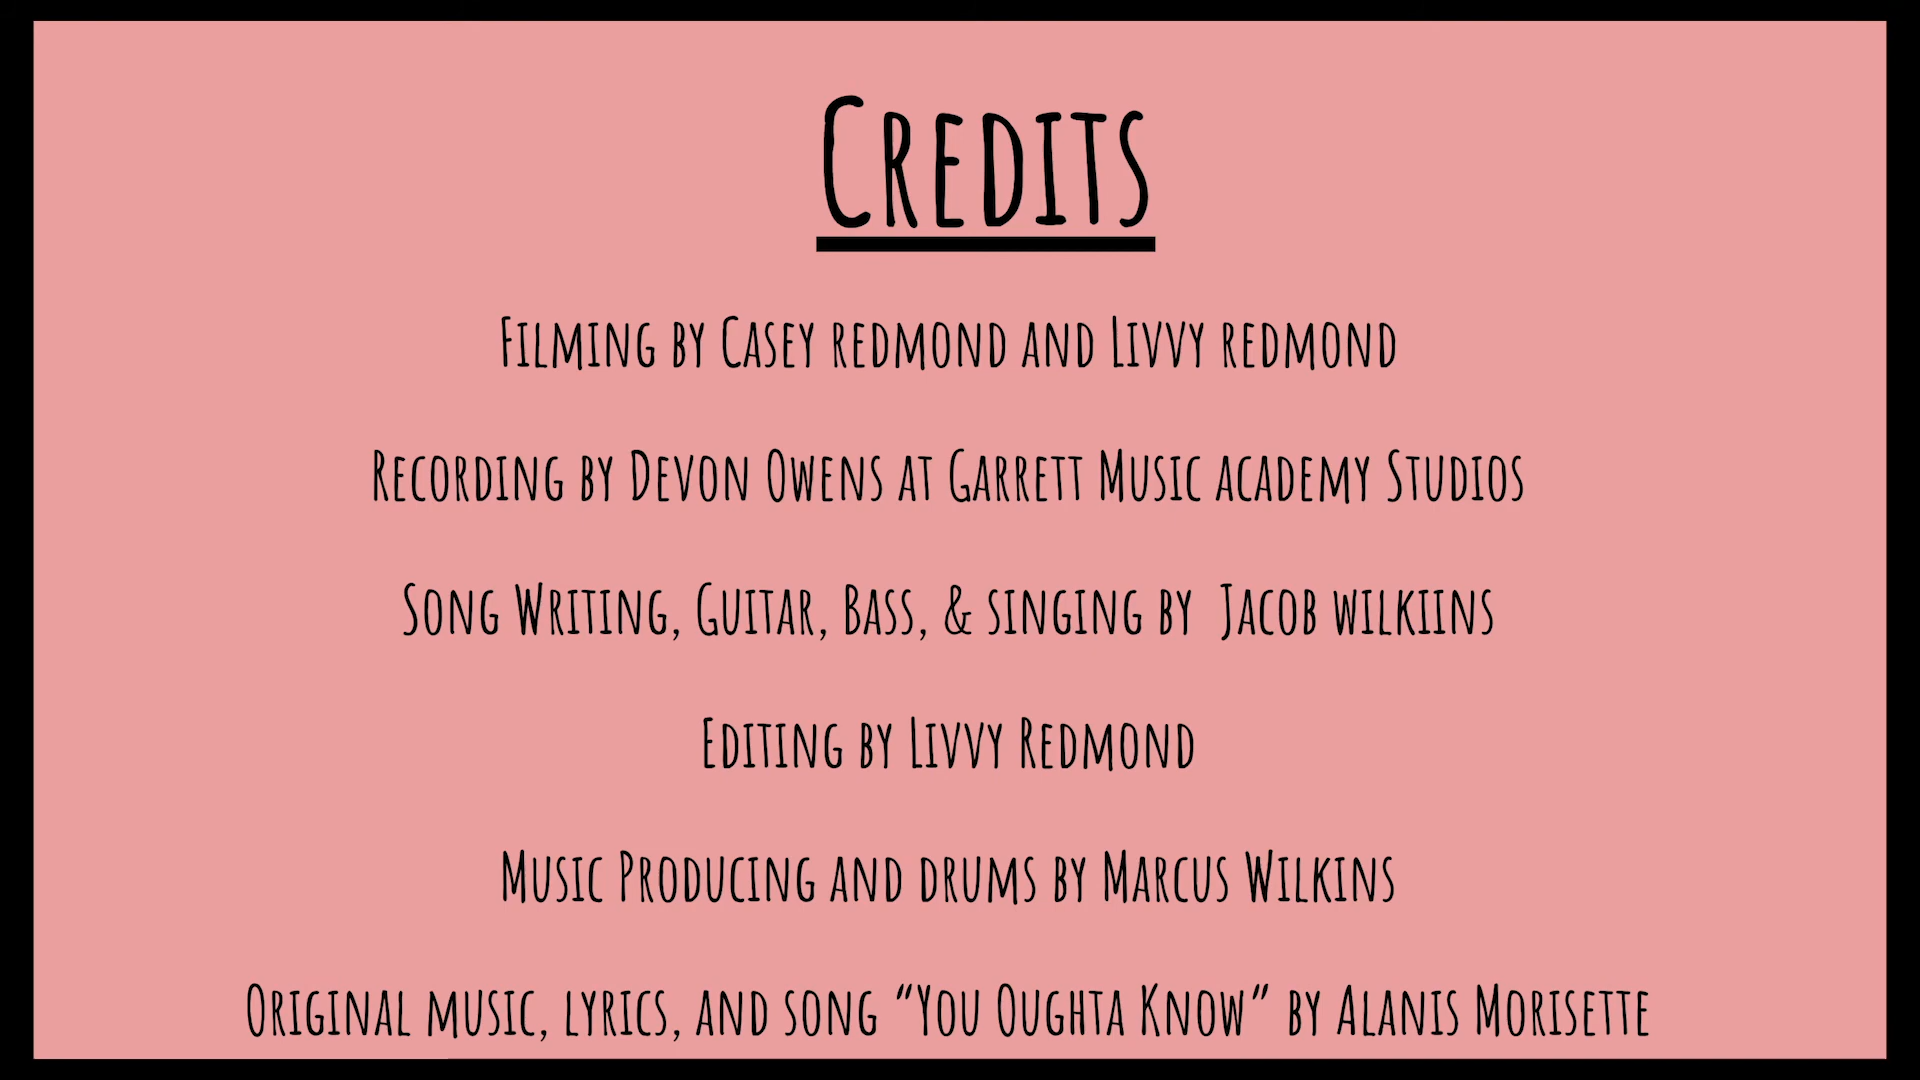 Credits
Filming by Casey redmond and Livvy redmond
Recording by Devon Owens at Garrett Music academy Studios
Song Writing, Guitar, Bass, & singing by Jacob wilkiins
Editing by Livvy Redmond
Music Producing and drums by Marcus Wilkins
Original music, lyrics, and song “You Oughta Know” by Alanis Morisette